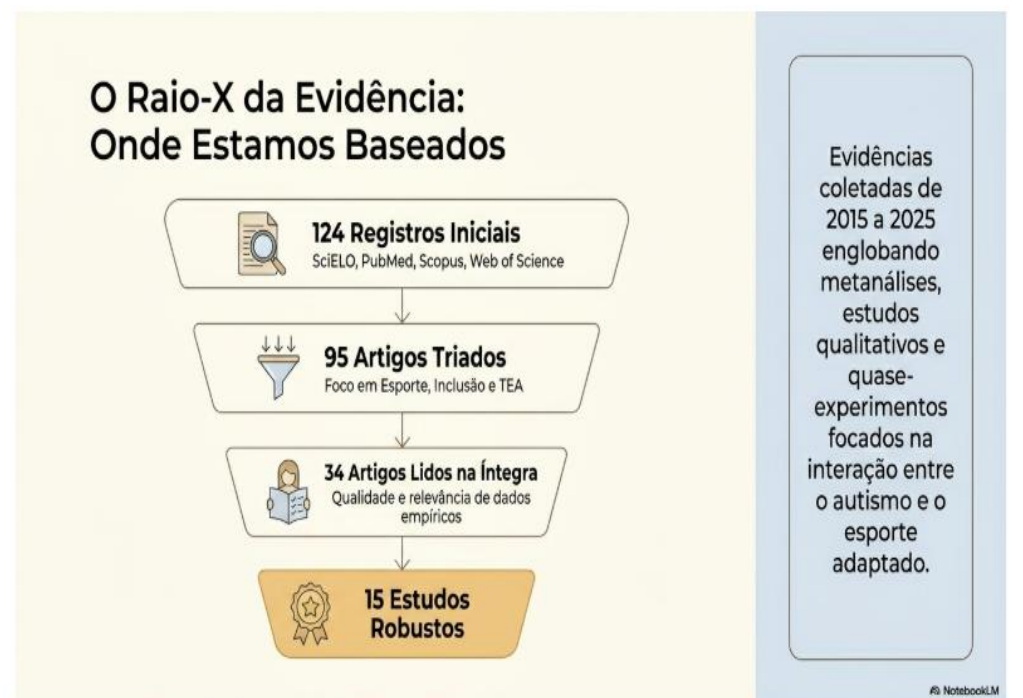 O Raio-X da Evidência:
Onde Estamos Baseados
124 Registros Iniciais
SciELO, PubMed, Scopus, Web of Science
95 Artigos Triados
Foco em Esporte, Inclusão e TEA
34 Artigos Lidos na Íntegra
Qualidade e relevância de dados
empíricos
15 Estudos
Robustos
Evidências
coletadas de
2015 a 2025
englobando
metanálises,
estudos
qualitativos e
quase-
experimentos
focados na
interação entre
o autismo e o
esporte
adaptado.
NotebookLM